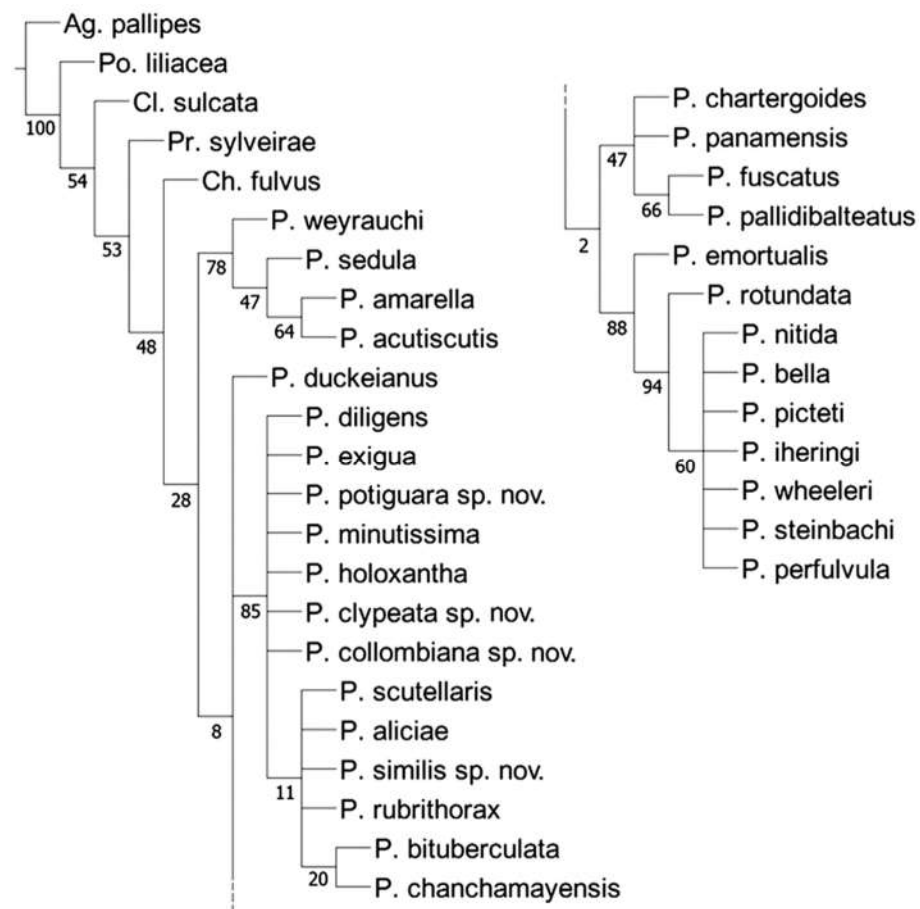 Ag. pallipes
Po. liliacea
Cl. sulcata
100
Pr. sylveirae
54
Ch. fulvus
P. weyrauchi
53
P. sedula
78
P. amarella
47
64
P. acutiscutis
48
P. duckeianus
P. diligens
P. exigua
28
P. potiguara sp. nov.
P. minutissima
P. holoxantha
85
P. clypeata sp. nov.
P. collombiana sp. nov.
P. scutellaris
8
P. aliciae
P. similis sp. nov.
11
P. rubrithorax
P. bituberculata
20
P. chanchamayensis
P. chartergoides
P. panamensis
47
P. fuscatus
66
P. pallidibalteatus
2
P. emortualis
P. rotundata
88
P. nitida
P. bella
94
P. picteti
P. iheringi
60
P. wheeleri
P. steinbachi
P. perfulvula